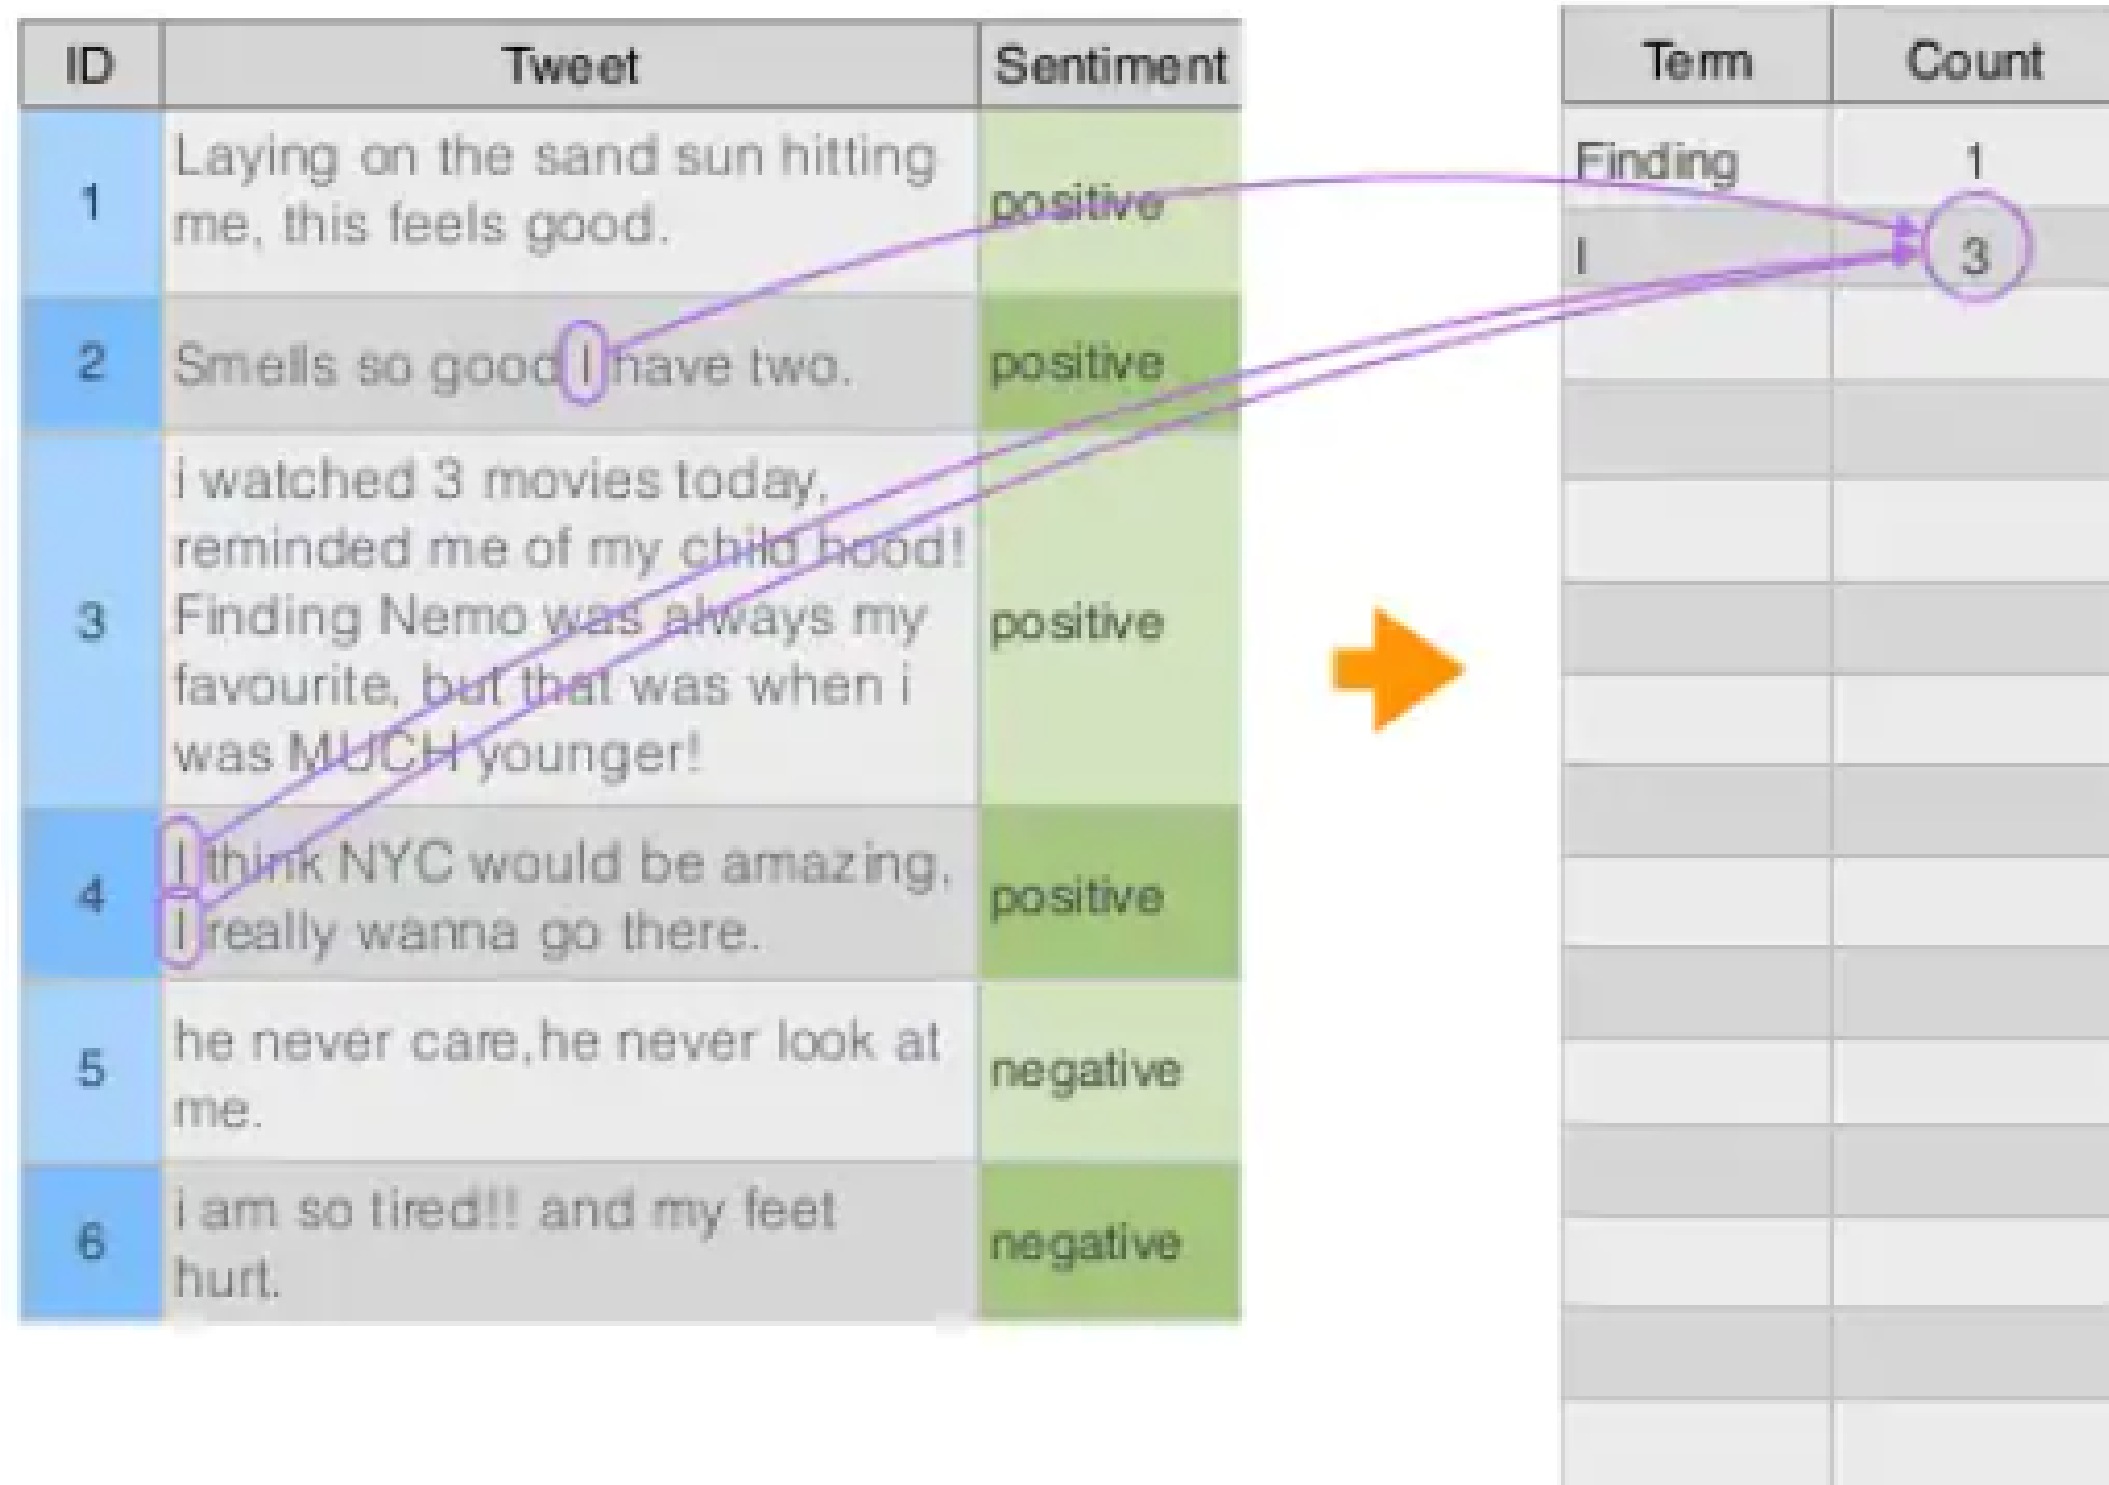 ID Tweet Sentiment
1
Laying on the sand sun hitting
me, this feels good.
positive
2
Smells so good I have two.
positive
3
i watched 3 movies today,
reminded me of my child hood!
Finding Nemo was always my
favourite, but that was when i
was MUCH younger!
positive
4
I think NYC would be amazing,
I really wanna go there.
positive
5
he never care,he never look at
me.
negative
6
i am so tired!! and my feet
hurt.
negative
Term Count
Finding 1
I 3